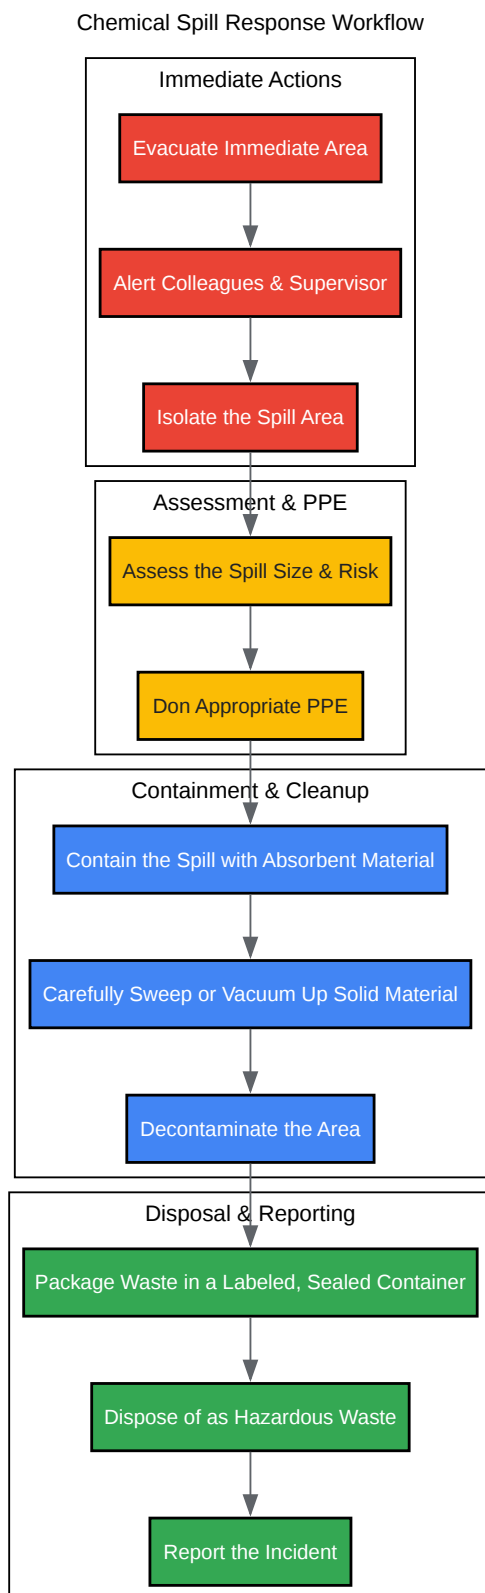 Chemical Spill Response Workflow
Immediate Actions
Evacuate Immediate Area
Alert Colleagues & Supervisor
Isolate the Spill Area
Assessment & PPE
Assess the Spill Size & Risk
Don Appropriate PPE
Containment & Cleanup
Contain the Spill with Absorbent Material
Carefully Sweep or Vacuum Up Solid Material
Decontaminate the Area
Disposal & Reporting
Package Waste in a Labeled, Sealed Container
Dispose of as Hazardous Waste
Report the Incident